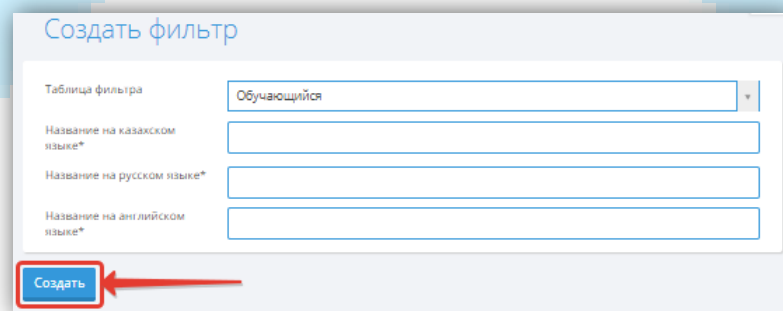 Создать фильтр
Таблица фильтра
Обучающийся
Название на казахском
языке*
Название на русском языке*
Название на английском
языке*
Создать